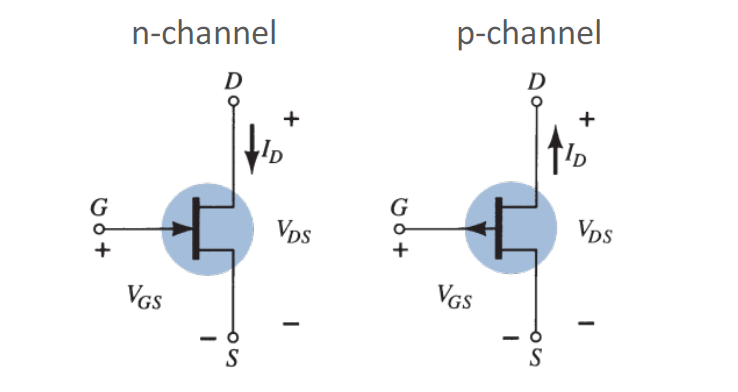 n-channel p-channel
D D
+ +
I_D I_D
G G
+ +
V_DS V_DS
V_GS V_GS
− −
− −
S S